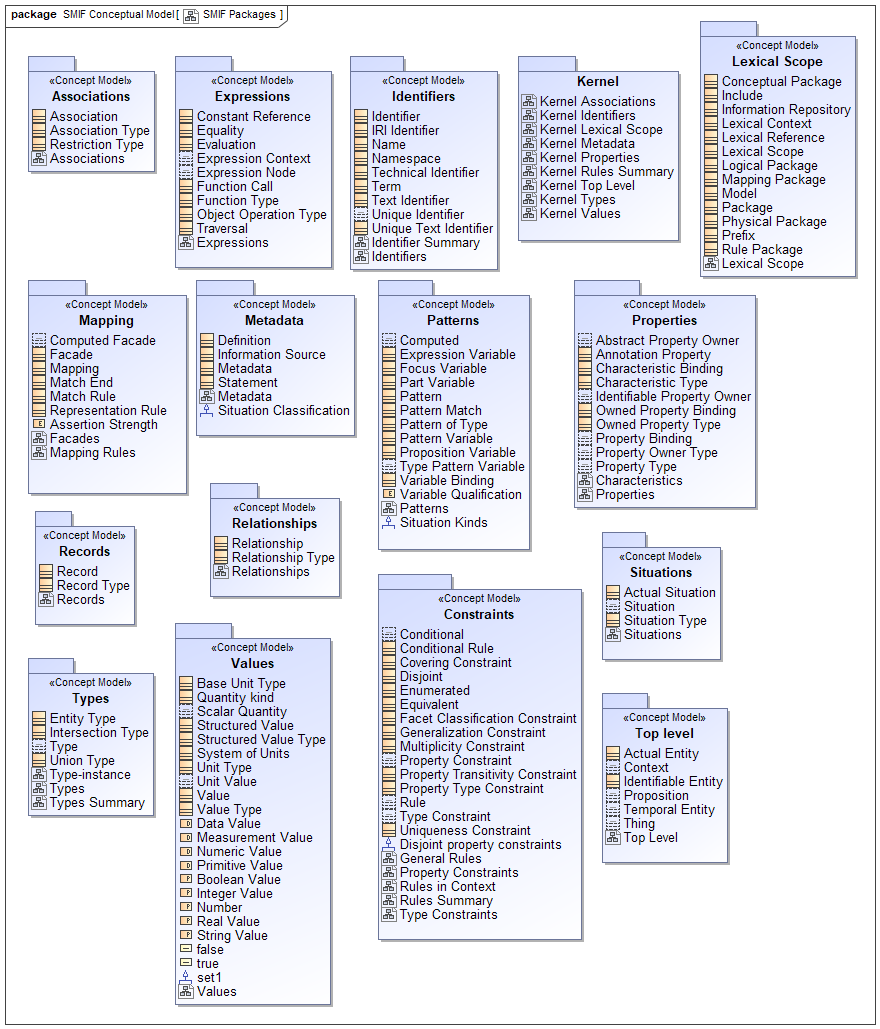 package SMIF Conceptual Model [ SMIF Packages ]
«Concept Model»
Associations
Association
Association Type
Restriction Type
Associations
«Concept Model»
Expressions
Constant Reference
Equality
Evaluation
Expression Context
Expression Node
Function Call
Function Type
Object Operation Type
Traversal
Expressions
«Concept Model»
Identifiers
Identifier
IRI Identifier
Name
Namespace
Technical Identifier
Term
Text Identifier
Unique Identifier
Unique Text Identifier
Identifier Summary
Identifiers
Kernel
Kernel Associations
Kernel Identifiers
Kernel Lexical Scope
Kernel Metadata
Kernel Properties
Kernel Rules Summary
Kernel Top Level
Kernel Types
Kernel Values
«Concept Model»
Lexical Scope
Conceptual Package
Include
Information Repository
Lexical Context
Lexical Reference
Lexical Scope
Logical Package
Mapping Package
Model
Package
Physical Package
Prefix
Rule Package
Lexical Scope
«Concept Model»
Mapping
Computed Facade
Facade
Mapping
Match End
Match Rule
Representation Rule
E Assertion Strength
Facades
Mapping Rules
«Concept Model»
Metadata
Definition
Information Source
Metadata
Statement
Metadata
Situation Classification
«Concept Model»
Patterns
Computed
Expression Variable
Focus Variable
Part Variable
Pattern
Pattern Match
Pattern of Type
Pattern Variable
Proposition Variable
Type Pattern Variable
Variable Binding
E Variable Qualification
Patterns
Situation Kinds
«Concept Model»
Properties
Abstract Property Owner
Annotation Property
Characteristic Binding
Characteristic Type
Identifiable Property Owner
Owned Property Binding
Owned Property Type
Property Binding
Property Owner Type
Property Type
Characteristics
Properties
«Concept Model»
Records
Record
Record Type
Records
«Concept Model»
Relationships
Relationship
Relationship Type
Relationships
«Concept Model»
Situations
Actual Situation
Situation
Situation Type
Situations
«Concept Model»
Types
Entity Type
Intersection Type
Type
Union Type
Type-instance
Types
Types Summary
«Concept Model»
Values
Base Unit Type
Quantity kind
Scalar Quantity
Structured Value
Structured Value Type
System of Units
Unit Type
Unit Value
Value
Value Type
D Data Value
D Measurement Value
D Numeric Value
D Primitive Value
P Boolean Value
P Integer Value
P Number
P Real Value
P String Value
false
true
set1
Values
«Concept Model»
Constraints
Conditional
Conditional Rule
Covering Constraint
Disjoint
Enumerated
Equivalent
Facet Classification Constraint
Generalization Constraint
Multiplicity Constraint
Property Constraint
Property Transitivity Constraint
Property Type Constraint
Rule
Type Constraint
Uniqueness Constraint
Disjoint property constraints
General Rules
Property Constraints
Rules in Context
Rules Summary
Type Constraints
«Concept Model»
Top level
Actual Entity
Context
Identifiable Entity
Proposition
Temporal Entity
Thing
Top Level